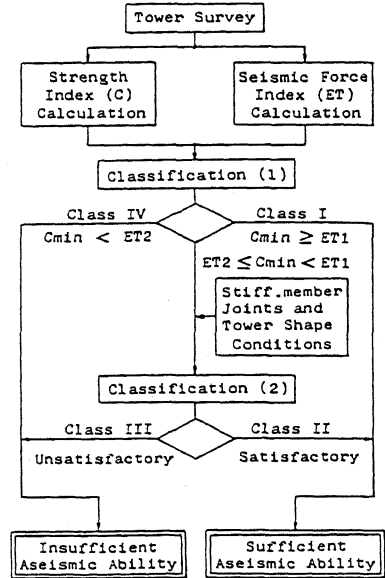 Tower Survey
Strength
Index (C)
Calculation
Seismic Force
Index (ET)
Calculation
Classification (1)
Class IV
Class I
Cmin < ET2
Cmin ≥ ET1
ET2 ≤ Cmin < ET1
Stiff.member
Joints and
Tower Shape
Conditions
Classification (2)
Class III
Class II
Unsatisfactory
Satisfactory
Insufficient
Aseismic Ability
Sufficient
Aseismic Ability